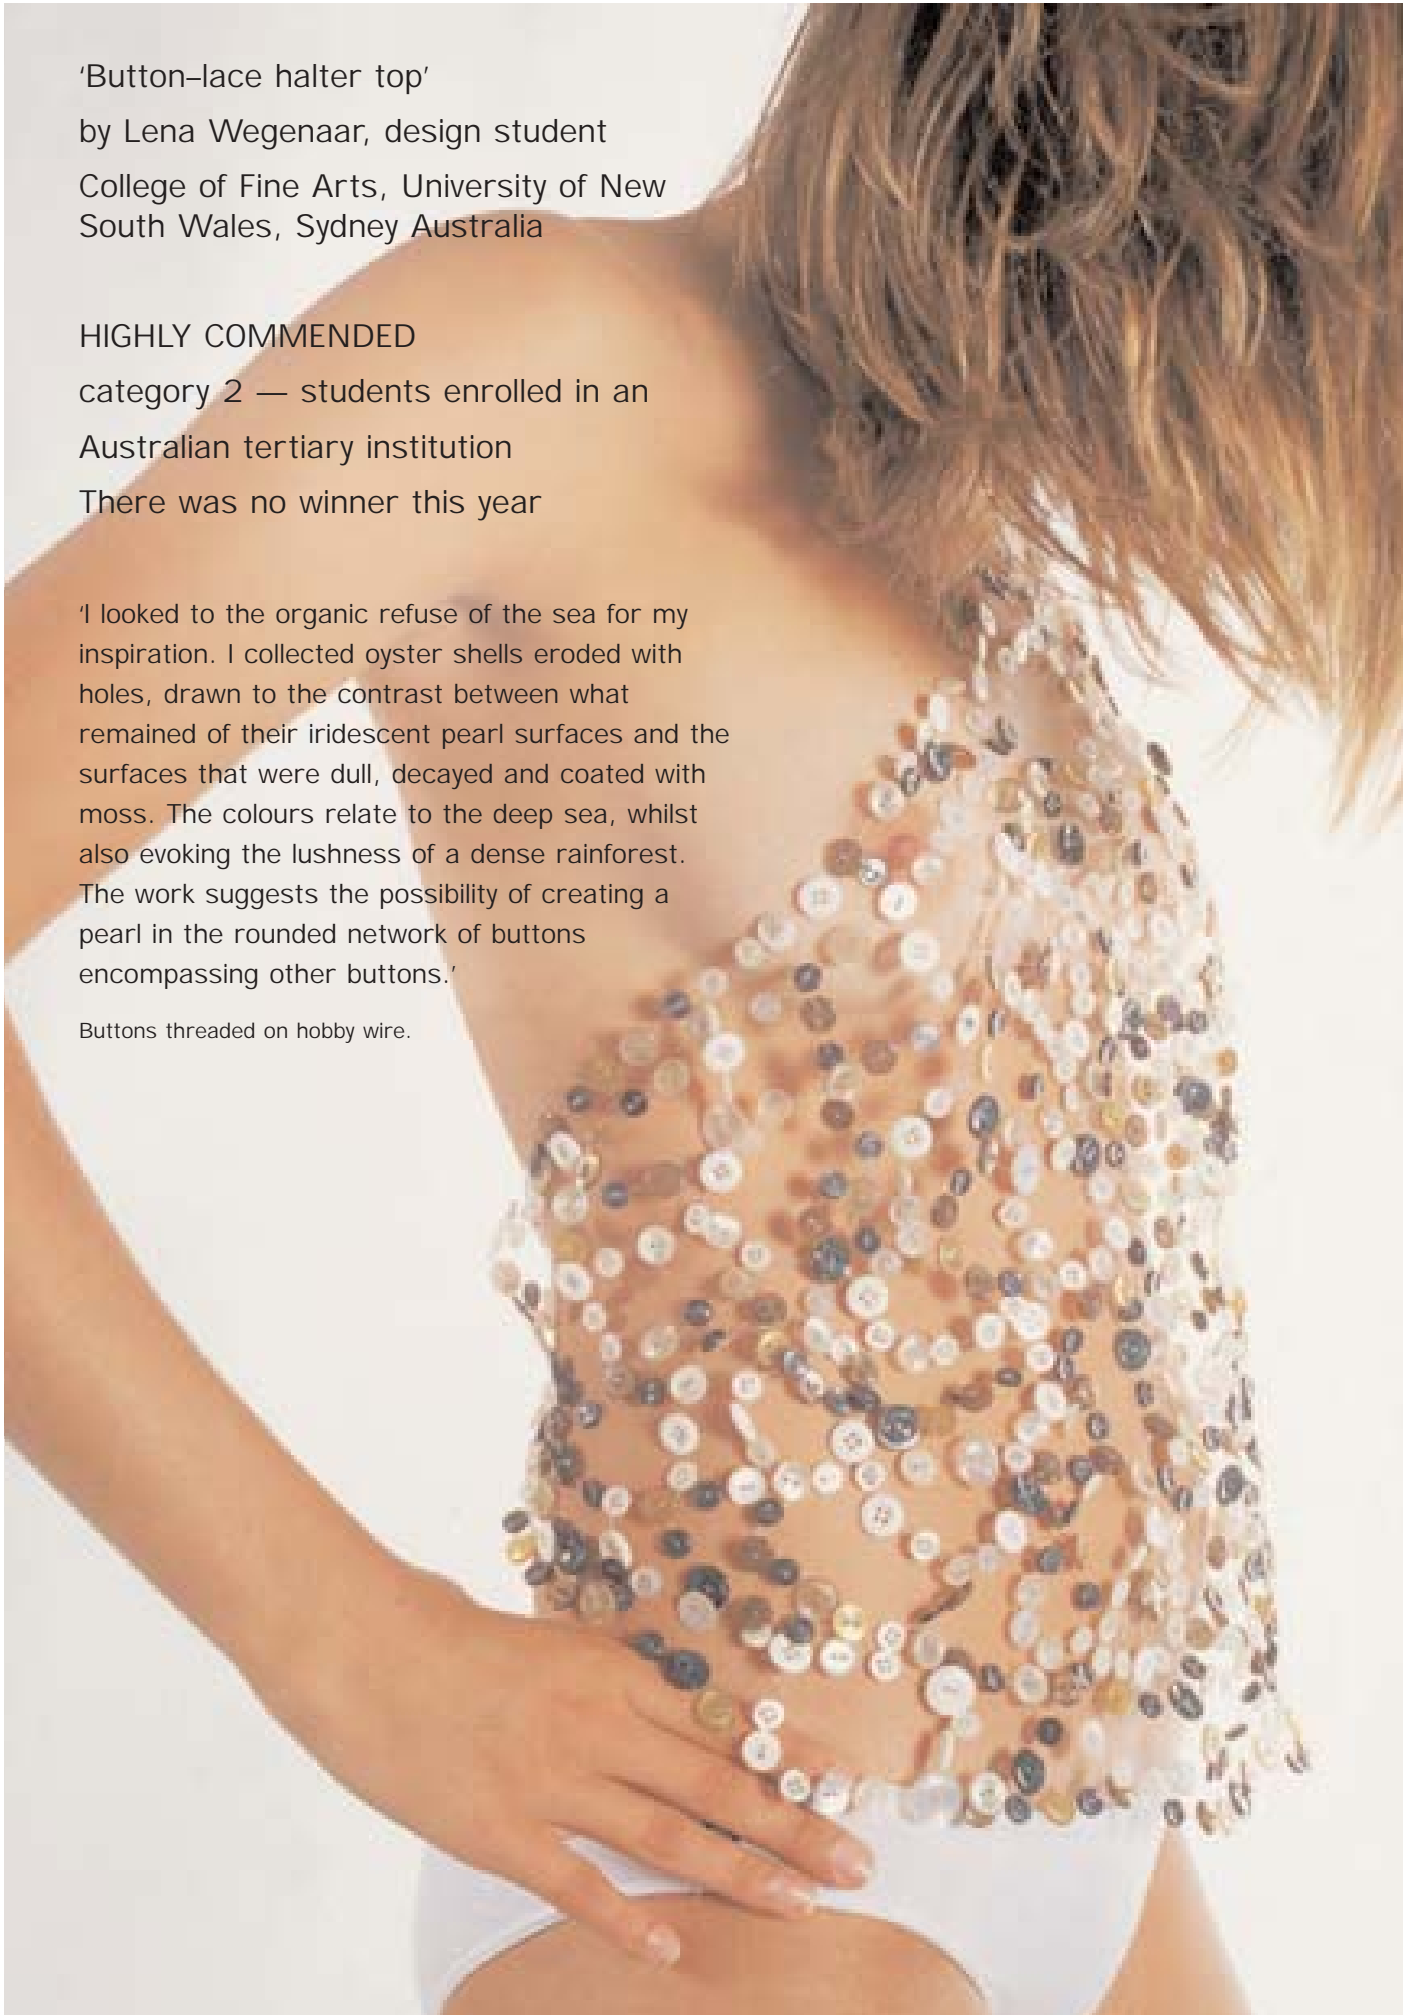 ‘Button–lace halter top’
by Lena Wegenaar, design student
College of Fine Arts, University of New
South Wales, Sydney Australia
HIGHLY COMMENDED
category 2 — students enrolled in an
Australian tertiary institution
There was no winner this year
‘I looked to the organic refuse of the sea for my
inspiration. I collected oyster shells eroded with
holes, drawn to the contrast between what
remained of their iridescent pearl surfaces and the
surfaces that were dull, decayed and coated with
moss. The colours relate to the deep sea, whilst
also evoking the lushness of a dense rainforest.
The work suggests the possibility of creating a
pearl in the rounded network of buttons
encompassing other buttons.’
Buttons threaded on hobby wire.